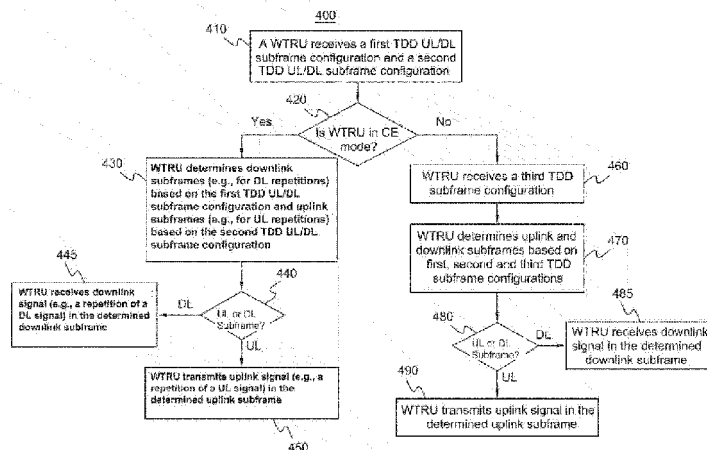 400
410
A WTRU receives a first TDD UL/DL
subframe configuration and a second
TDD UL/DL subframe configuration
420
Yes
No
Is WTRU in CE
mode?
430
WTRU determines downlink
subframes (e.g., for DL repetitions)
based on the first TDD UL/DL
subframe configuration and uplink
subframes (e.g., for UL repetitions)
based on the second TDD UL/DL
subframe configuration
460
WTRU receives a third TDD
subframe configuration
470
WTRU determines uplink and
downlink subframes based on
first, second and third TDD
subframe configurations
445
WTRU receives downlink
signal (e.g., a repetition of a
DL signal) in the determined
downlink subframe
440
DL
UL or DL
Subframe?
UL
480
UL or DL
Subframe?
DL
UL
485
WTRU receives downlink
signal in the determined
downlink subframe
WTRU transmits uplink signal (e.g., a
repetition of a UL signal) in the
determined uplink subframe
450
490
WTRU transmits uplink signal in the
determined uplink subframe